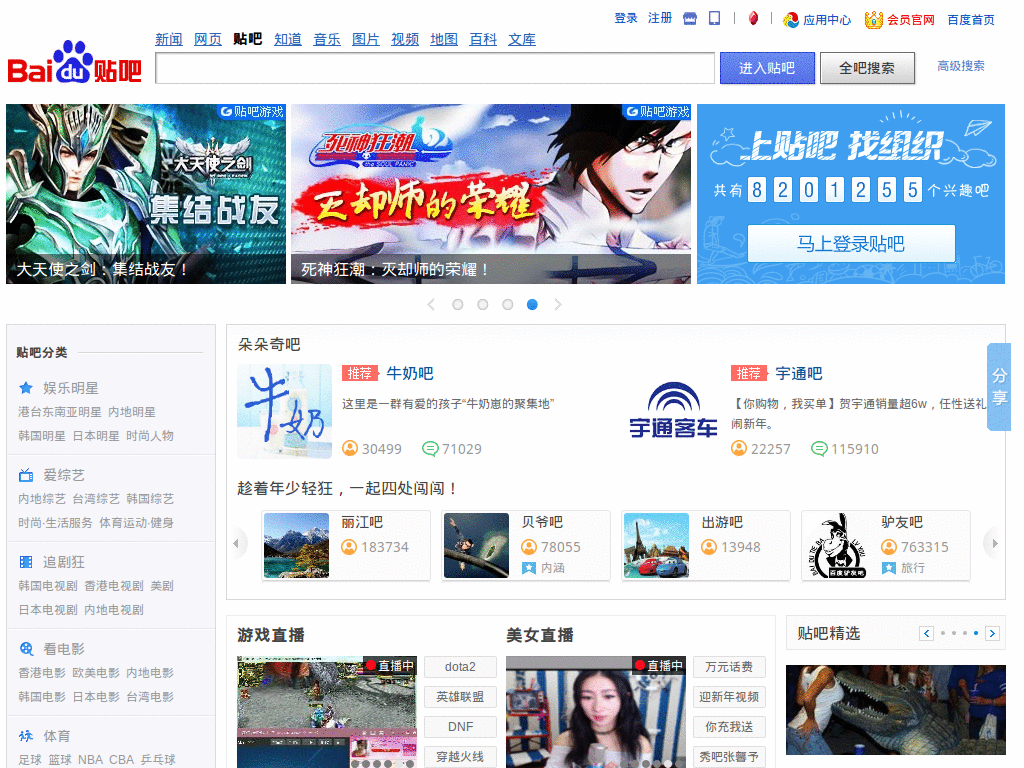 登录 注册 应用中心 会员官网 百度首页
新闻 网页 贴吧 知道 音乐 图片 视频 地图 百科 文库
Bai du 贴吧
进入贴吧 全吧搜索 高级搜索
贴吧游戏
大天使之剑
集结战友
大天使之剑：集结战友！
贴吧游戏
死神狂潮
the SOUL PANIC
灭却师的荣耀
死神狂潮：灭却师的荣耀！
上贴吧 找组织
共有 8 2 0 1 2 5 5 个兴趣吧
马上登录贴吧
贴吧分类
娱乐明星
港台东南亚明星 内地明星
韩国明星 日本明星 时尚人物
爱综艺
内地综艺 台湾综艺 韩国综艺
时尚·生活服务 体育运动·健身
追剧狂
韩国电视剧 香港电视剧 美剧
日本电视剧 内地电视剧
看电影
香港电影 欧美电影 内地电影
韩国电影 日本电影 台湾电影
体育
足球 篮球 NBA CBA 乒乓球
朵朵奇吧
牛奶
推荐 牛奶吧
这里是一群有爱的孩子“牛奶崽的聚集地”
30499 71029
宇通客车
推荐 宇通吧
【你购物，我买单】贺宇通销量超6w，任性送礼
闹新年。
22257 115910
分享
趁着年少轻狂，一起四处闯闯！
丽江吧
183734
贝爷吧
78055
内涵
出游吧
13948
百度驴友吧
驴友吧
763315
旅行
游戏直播
直播中
dota2
英雄联盟
DNF
穿越火线
美女直播
直播中
万元话费
迎新年视频
你充我送
秀吧张馨予
贴吧精选